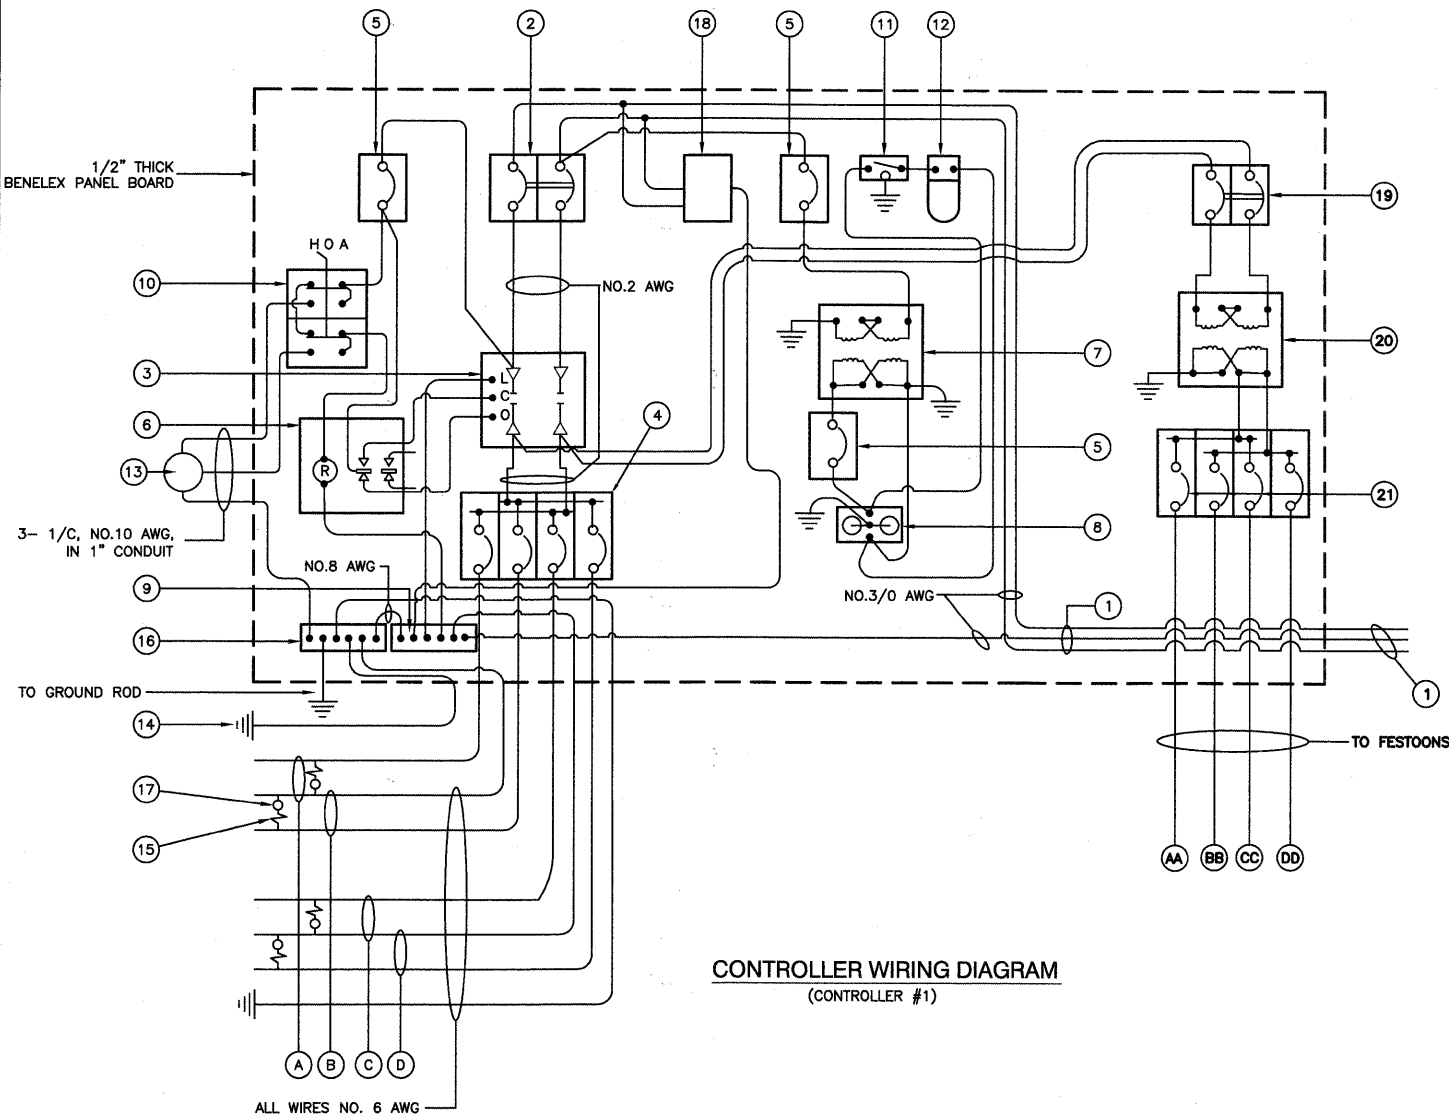 5
2
18
5
11
12
1/2" THICK
BENELEX PANEL BOARD
19
H O A
10
NO.2 AWG
20
3
L
C
O
7
6
4
5
13
R
21
3- 1/C, NO.10 AWG,
IN 1" CONDUIT
8
NO.8 AWG
9
NO.3/0 AWG
1
16
TO GROUND ROD
1
14
TO FESTOONS
17
15
AA
BB
CC
DD
CONTROLLER WIRING DIAGRAM
(CONTROLLER #1)
A
B
C
D
ALL WIRES NO. 6 AWG